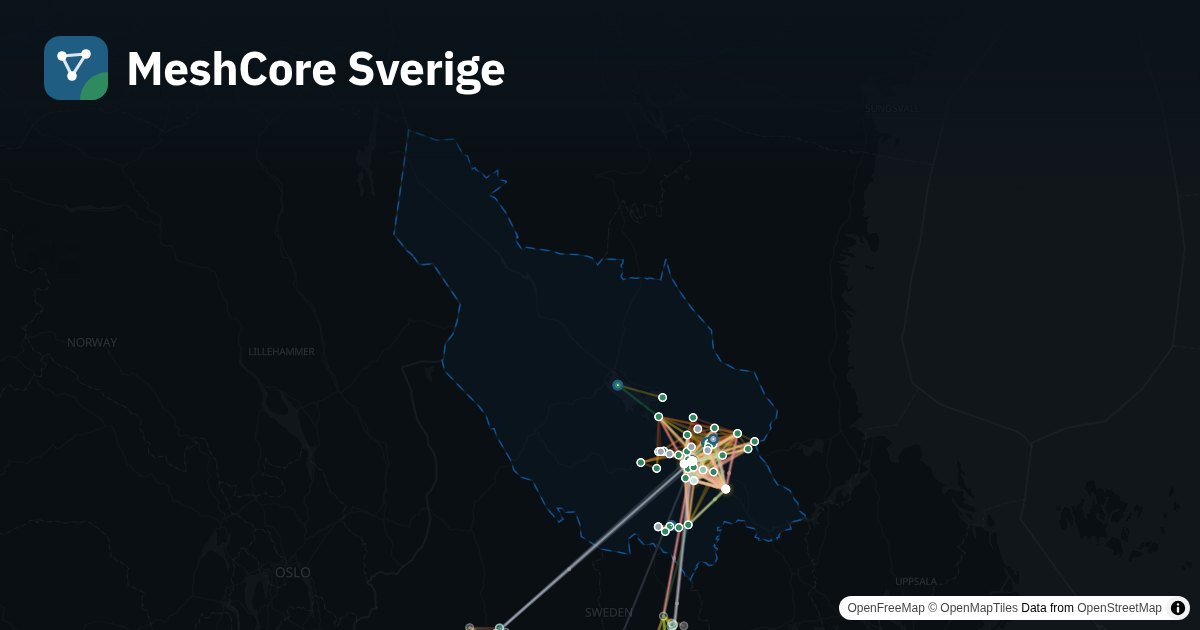 MeshCore Sverige
SUNDSVALL
NORWAY
LILLEHAMMER
OSLO
UPPSALA
SWEDEN
OpenFreeMap © OpenMapTiles Data from OpenStreetMap